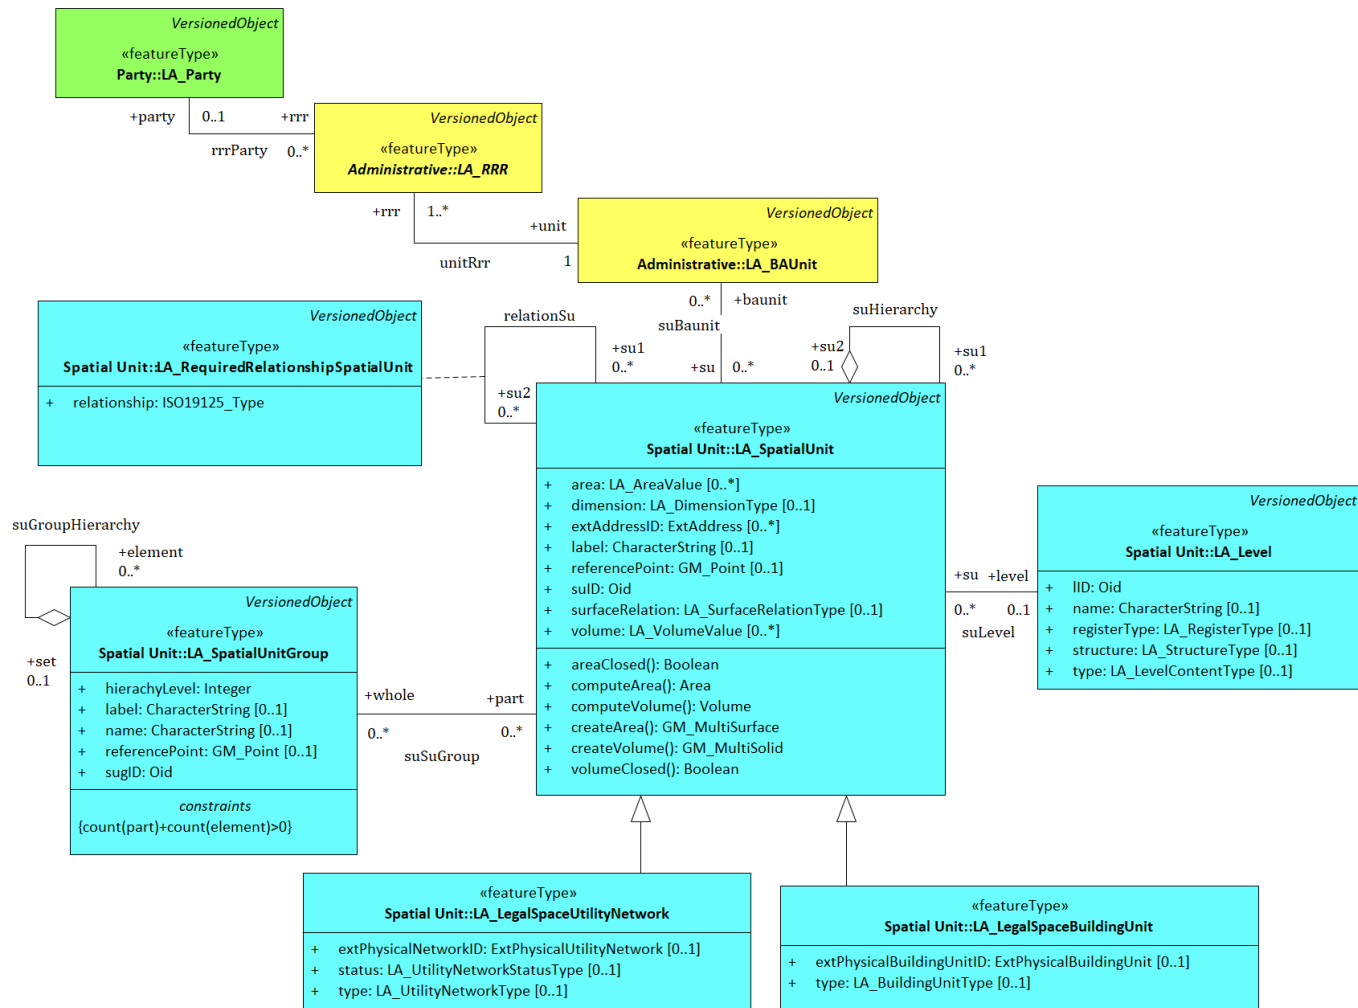 VersionedObject
«featureType»
Party::LA_Party
+party
0..1
+rrr
rrrParty
0..*
VersionedObject
«featureType»
Administrative::LA_RRR
+rrr
1..*
+unit
unitRrr
1
VersionedObject
«featureType»
Administrative::LA_BAUnit
0..*
+baunit
suBaunit
+su
0..*
suHierarchy
+su2
0..1
+su1
0..*
relationSu
+su1
0..*
+su2
0..*
VersionedObject
«featureType»
Spatial Unit::LA_RequiredRelationshipSpatialUnit
+ relationship: ISO19125_Type
VersionedObject
«featureType»
Spatial Unit::LA_SpatialUnit
+ area: LA_AreaValue [0..*]
+ dimension: LA_DimensionType [0..1]
+ extAddressID: ExtAddress [0..*]
+ label: CharacterString [0..1]
+ referencePoint: GM_Point [0..1]
+ suID: Oid
+ surfaceRelation: LA_SurfaceRelationType [0..1]
+ volume: LA_VolumeValue [0..*]
+ areaClosed(): Boolean
+ computeArea(): Area
+ computeVolume(): Volume
+ createArea(): GM_MultiSurface
+ createVolume(): GM_MultiSolid
+ volumeClosed(): Boolean
+su
+level
0..*
0..1
suLevel
VersionedObject
«featureType»
Spatial Unit::LA_Level
+ lID: Oid
+ name: CharacterString [0..1]
+ registerType: LA_RegisterType [0..1]
+ structure: LA_StructureType [0..1]
+ type: LA_LevelContentType [0..1]
suGroupHierarchy
+element
0..*
+set
0..1
VersionedObject
«featureType»
Spatial Unit::LA_SpatialUnitGroup
+ hierachyLevel: Integer
+ label: CharacterString [0..1]
+ name: CharacterString [0..1]
+ referencePoint: GM_Point [0..1]
+ sugID: Oid
constraints
{count(part)+count(element)>0}
+whole
+part
0..*
0..*
suSuGroup
«featureType»
Spatial Unit::LA_LegalSpaceUtilityNetwork
+ extPhysicalNetworkID: ExtPhysicalUtilityNetwork [0..1]
+ status: LA_UtilityNetworkStatusType [0..1]
+ type: LA_UtilityNetworkType [0..1]
«featureType»
Spatial Unit::LA_LegalSpaceBuildingUnit
+ extPhysicalBuildingUnitID: ExtPhysicalBuildingUnit [0..1]
+ type: LA_BuildingUnitType [0..1]